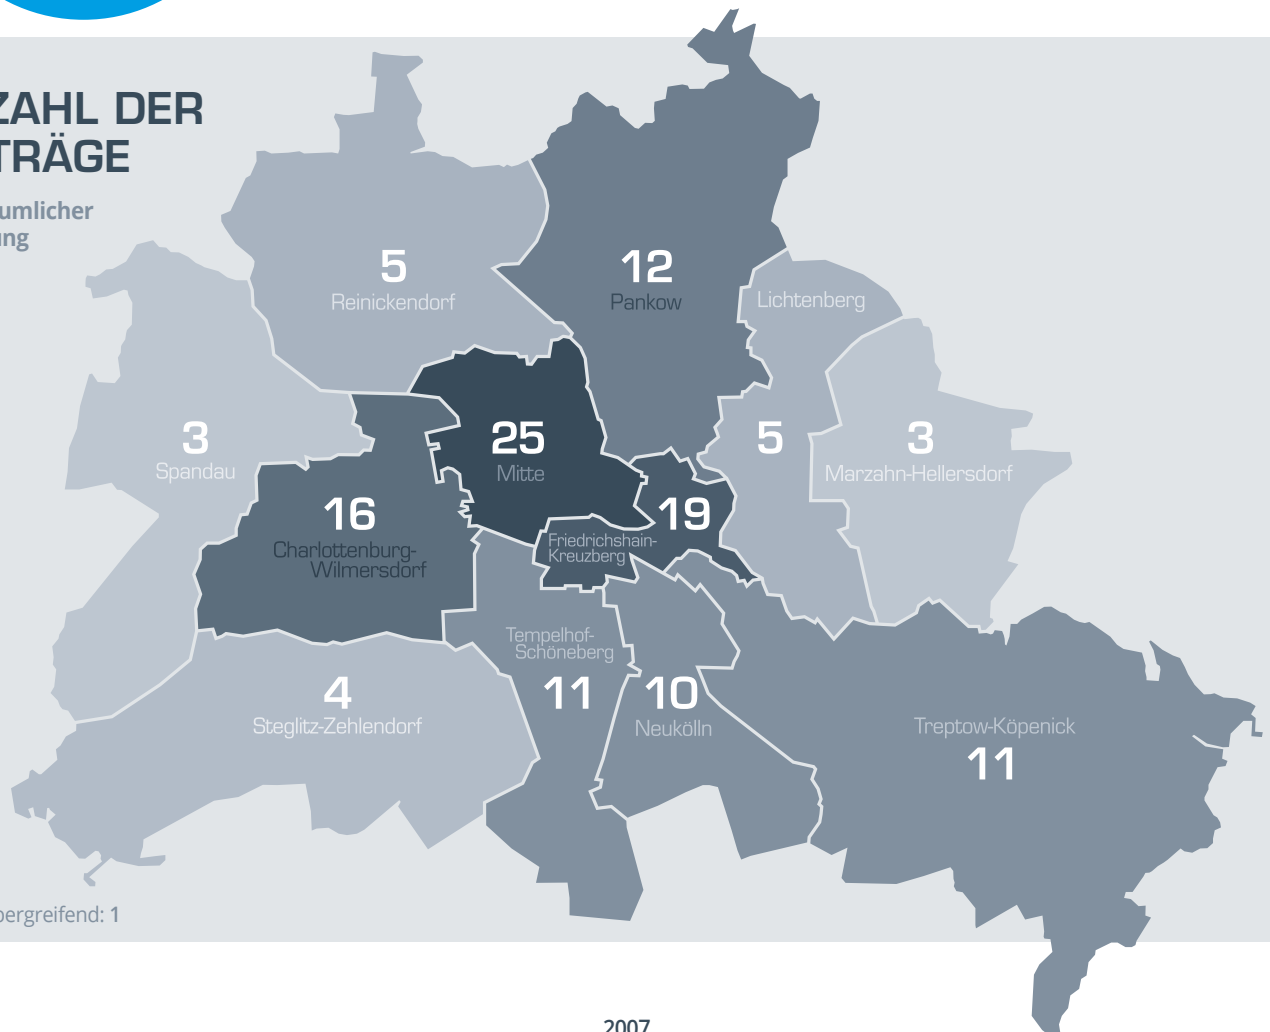 ZAHL DER
TRÄGE
umlicher
ung
5
Reinickendorf
12
Pankow
Lichtenberg
5
3
Marzahn-Hellersdorf
3
Spandau
25
Mitte
16
Charlottenburg-
Wilmersdorf
19
Friedrichshain-
Kreuzberg
4
Steglitz-Zehlendorf
Tempelhof-
Schöneberg
11
10
Neukölln
Treptow-Köpenick
11
bergreifend: 1
2007